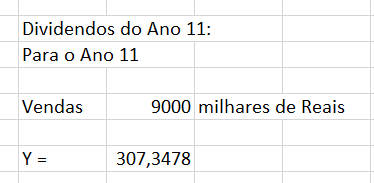 Dividendos do Ano 11:
Para o Ano 11
Vendas 9000 milhares de Reais
Y = 307,3478